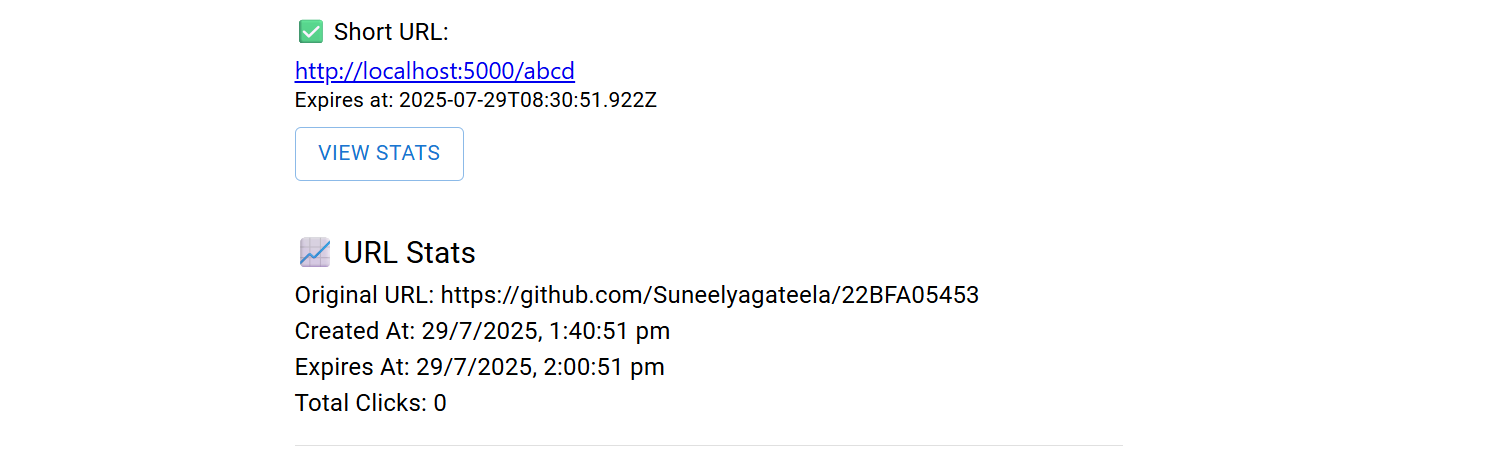 ✅ Short URL:
http://localhost:5000/abcd
Expires at: 2025-07-29T08:30:51.922Z
VIEW STATS
📈 URL Stats
Original URL: https://github.com/Suneelyagateela/22BFA05453
Created At: 29/7/2025, 1:40:51 pm
Expires At: 29/7/2025, 2:00:51 pm
Total Clicks: 0